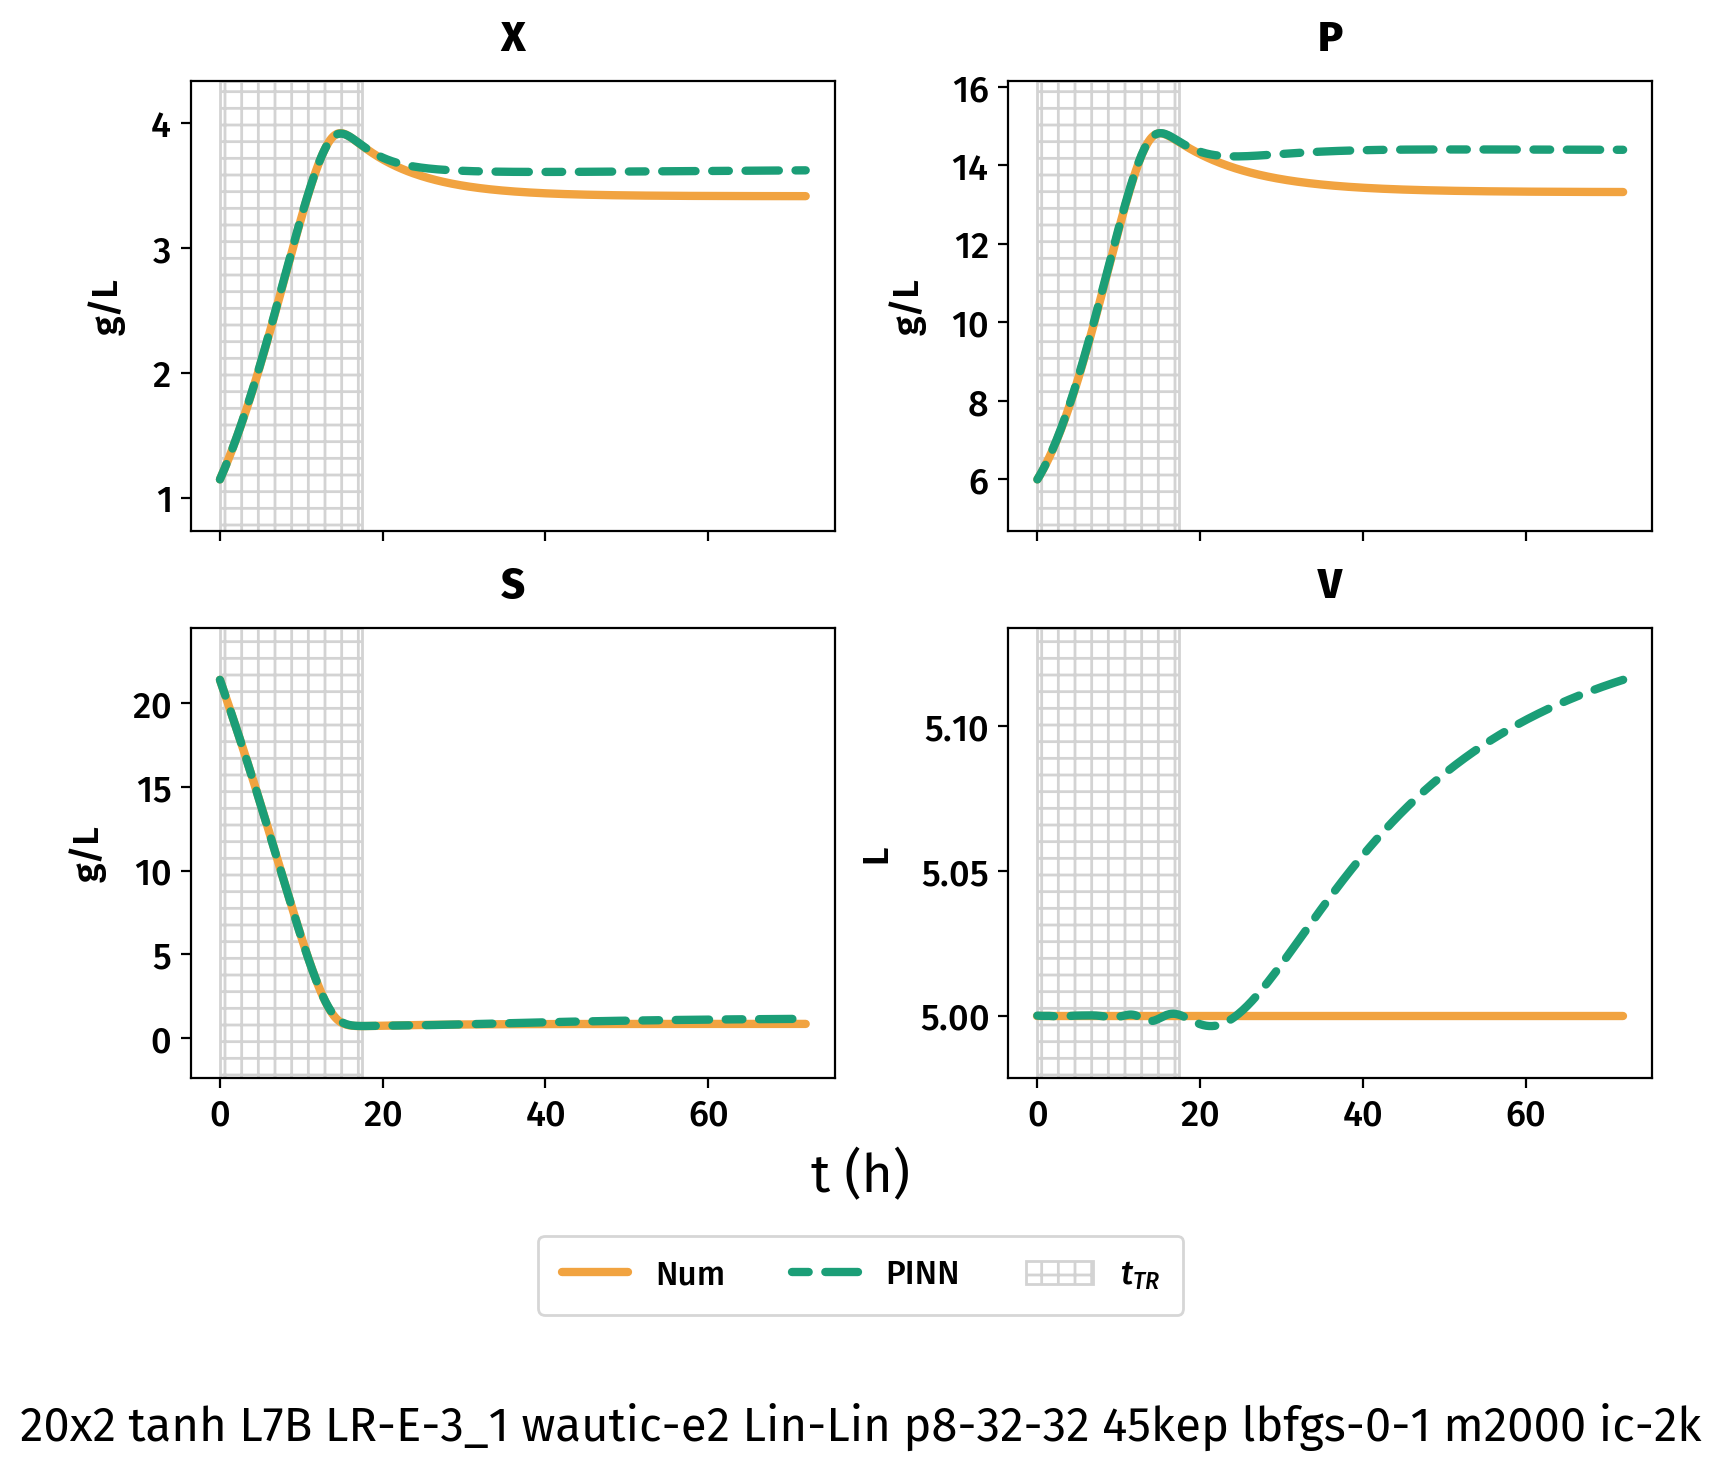 X
P
4
3
2
1
g/L
16
14
12
10
8
6
g/L
S
V
20
15
10
5
0
g/L
5.10
5.05
5.00
L
0 20 40 60
0 20 40 60
t (h)
Num PINN tTR
20x2 tanh L7B LR-E-3_1 wautic-e2 Lin-Lin p8-32-32 45kep lbfgs-0-1 m2000 ic-2k